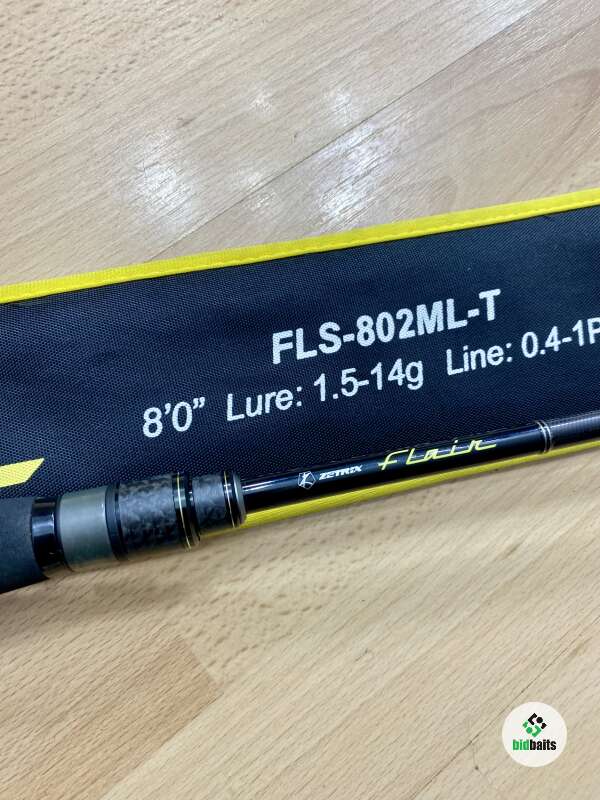 FLS-802ML-T
8'0" Lure: 1.5-14g Line: 0.4-1P
ZETRIX Flair
bidbaits